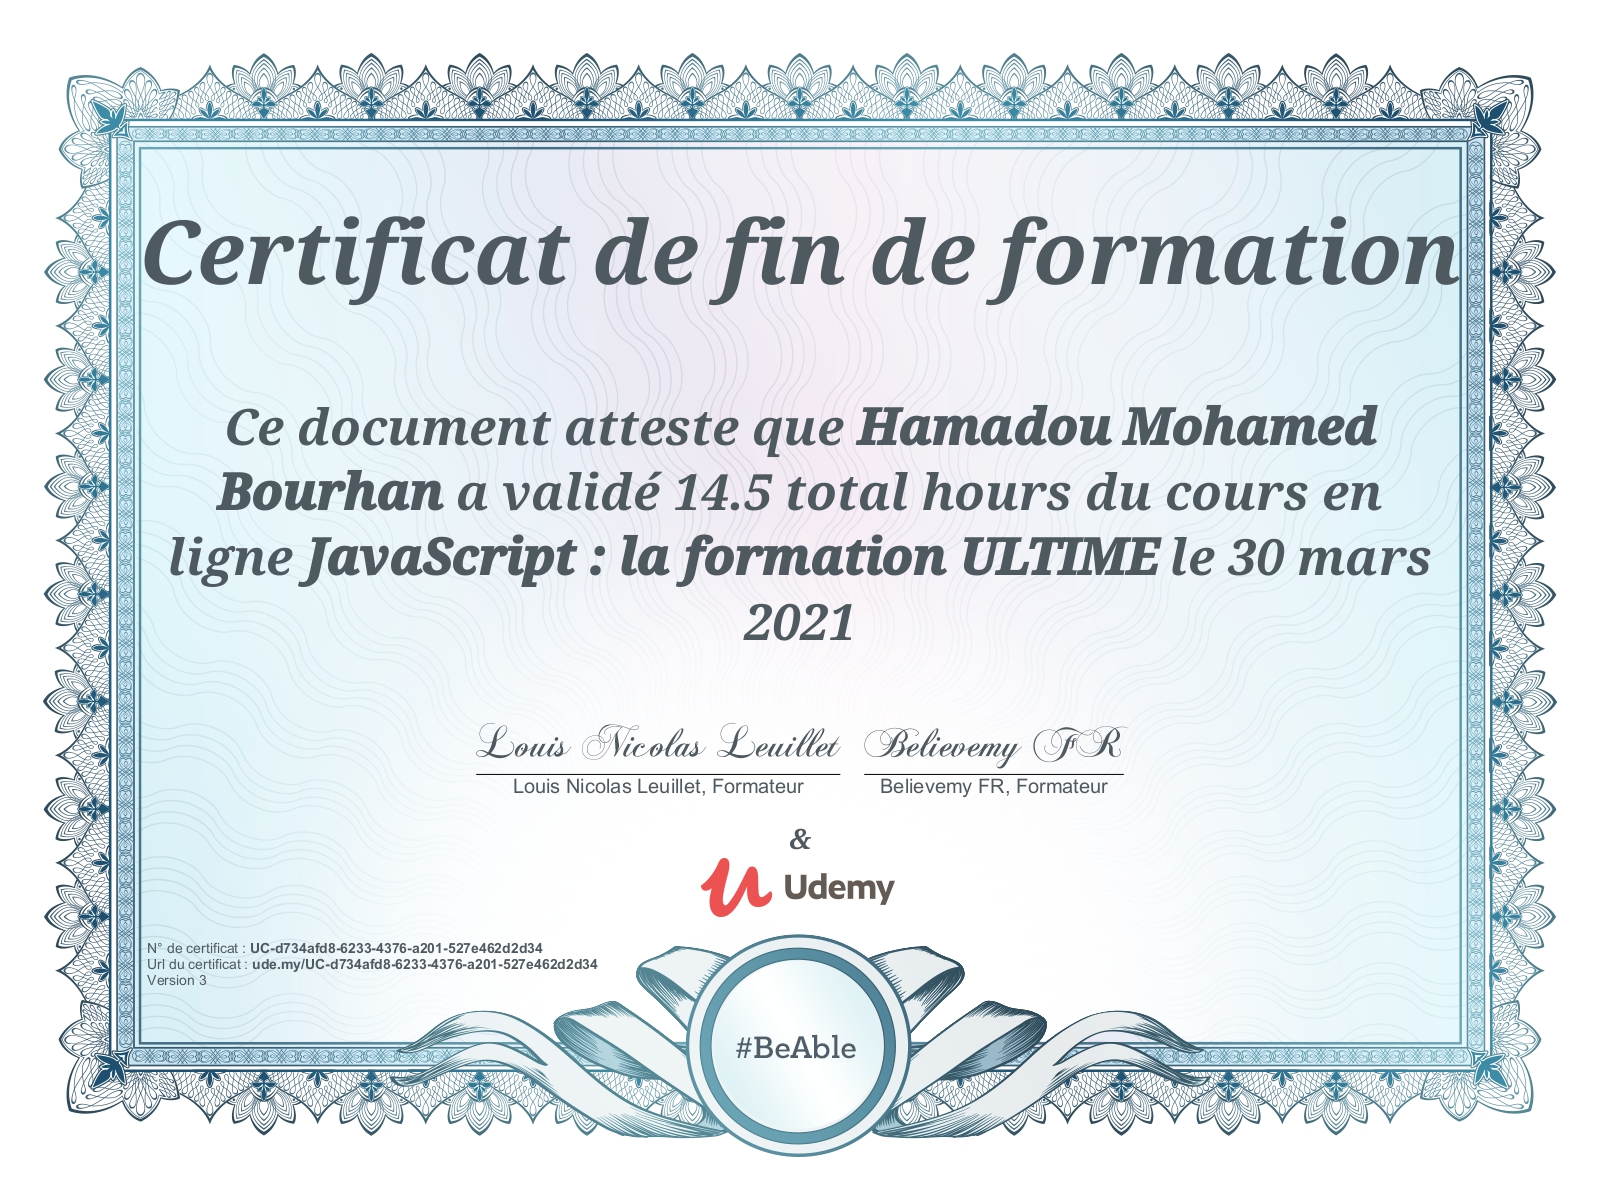 Certificat de fin de formation
Ce document atteste que Hamadou Mohamed
Bourhan a validé 14.5 total hours du cours en
ligne JavaScript : la formation ULTIME le 30 mars
2021
Louis Nicolas Leuillet Believemy FR
Louis Nicolas Leuillet, Formateur Believemy FR, Formateur
&
Udemy
N° de certificat : UC-d734afd8-6233-4376-a201-527e462d2d34
Url du certificat : ude.my/UC-d734afd8-6233-4376-a201-527e462d2d34
Version 3
#BeAble